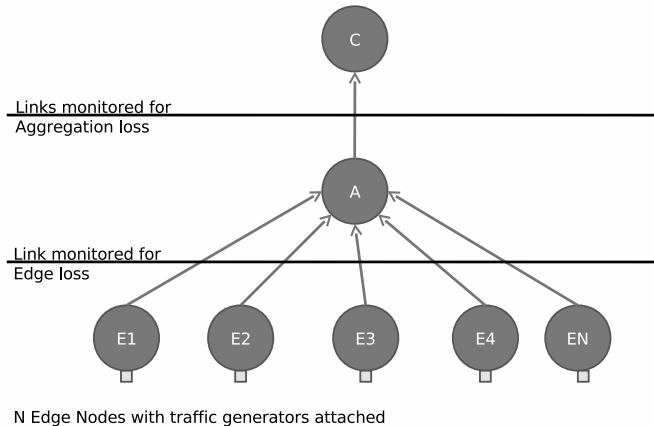 C
Links monitored for
Aggregation loss
A
Link monitored for
Edge loss
E1 E2 E3 E4 EN
N Edge Nodes with traffic generators attached